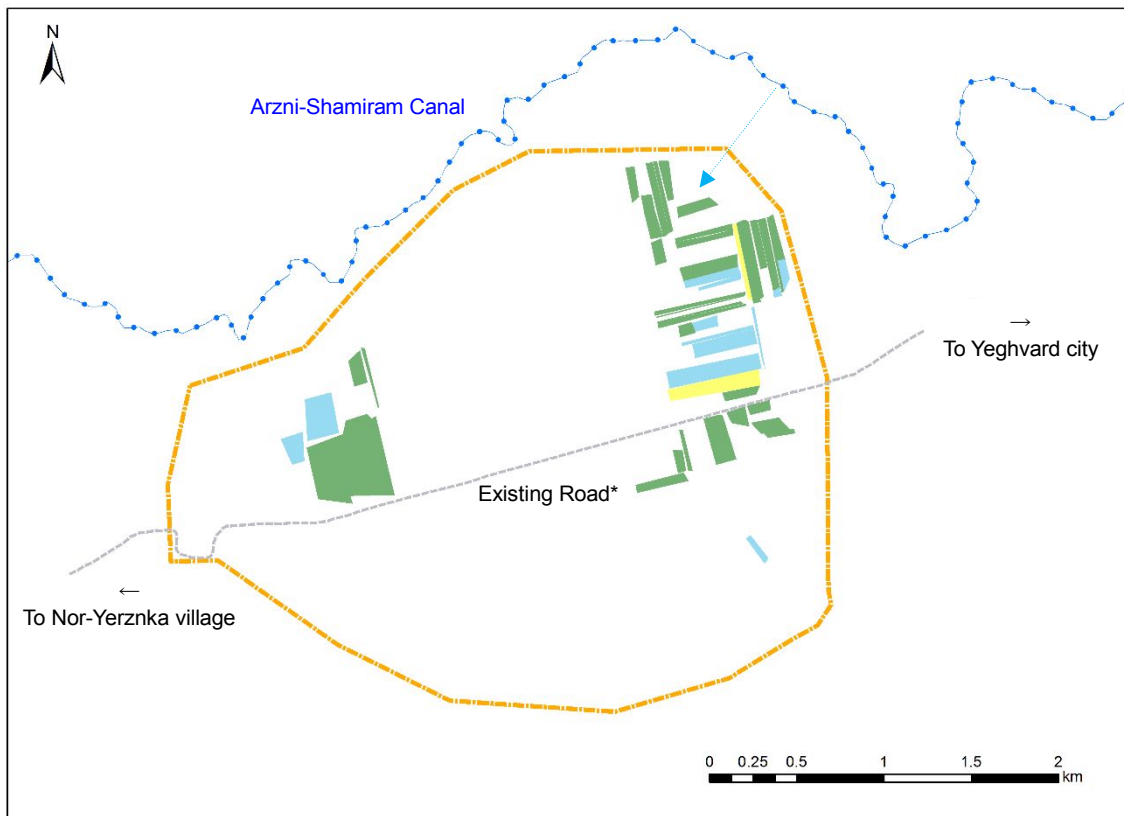 N
Arzni-Shamiram Canal
→
To Yeghvard city
Existing Road*
←
To Nor-Yerznka village
0 0.25 0.5 1 1.5 2
km